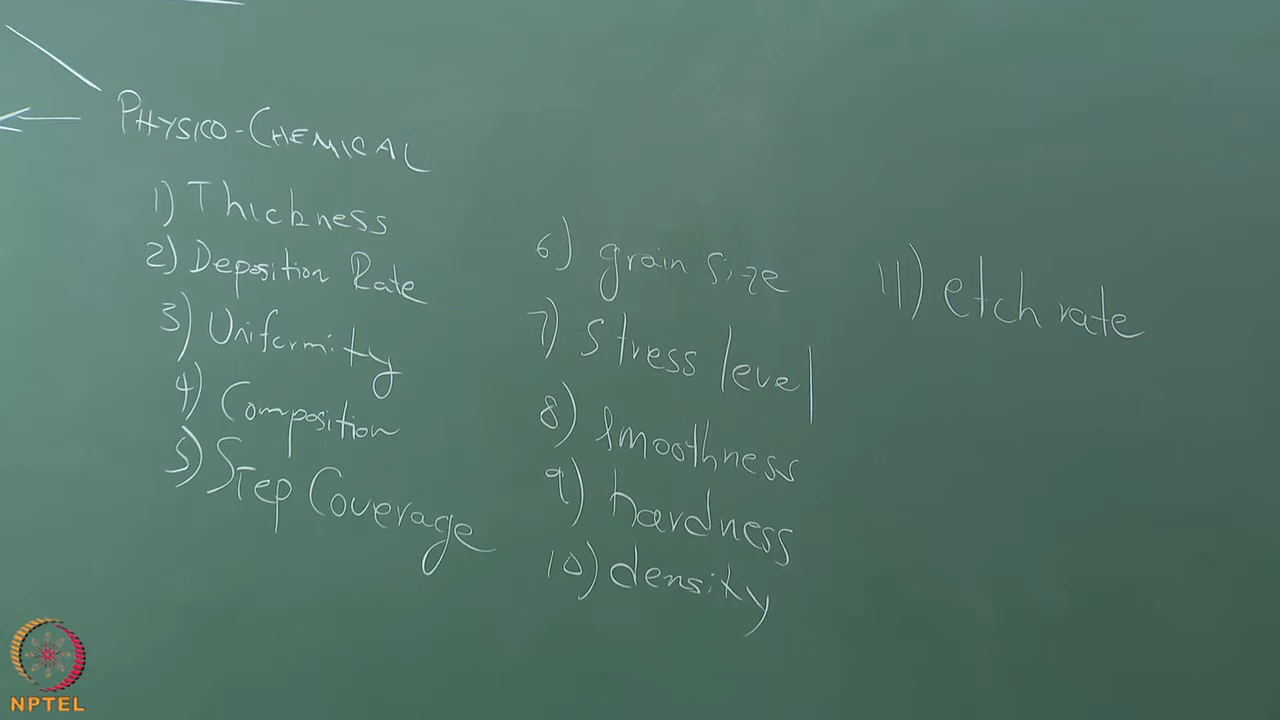 PHYSICO-CHEMICAL
1) Thickness
2) Deposition Rate
3) Uniformity
4) Composition
5) Step Coverage
6) grain size
7) Stress level
8) Smoothness
9) hardness
10) density
11) etch rate
NPTEL